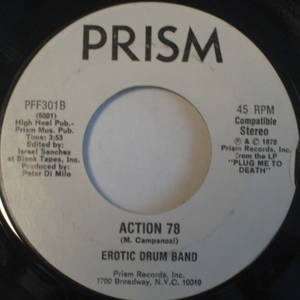 PRISM
PFF301B
(6001)
High Heel Pub.-
Prism Mus. Pub.
Time: 3:53
Edited by:
Israel Sanchez
at Blank Tapes, Inc.
Produced by:
Peter Di Milo
45 RPM
Compatible
Stereo
℗ & © 1978
Prism Records, Inc.
from the LP
"PLUG ME TO
DEATH"
ACTION 78
(M. Campanozi)
EROTIC DRUM BAND
Prism Records, Inc.
1700 Broadway, N.Y.C. 10019